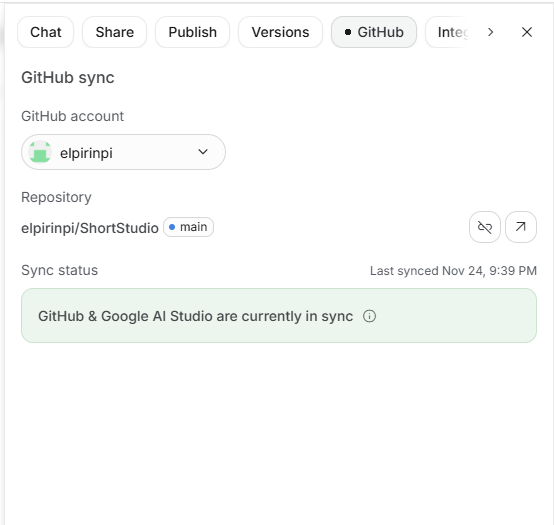 Chat Share Publish Versions GitHub Inte
GitHub sync
GitHub account
elpirinpi
Repository
elpirinpi/ShortStudio main
Sync status Last synced Nov 24, 9:39 PM
GitHub & Google AI Studio are currently in sync